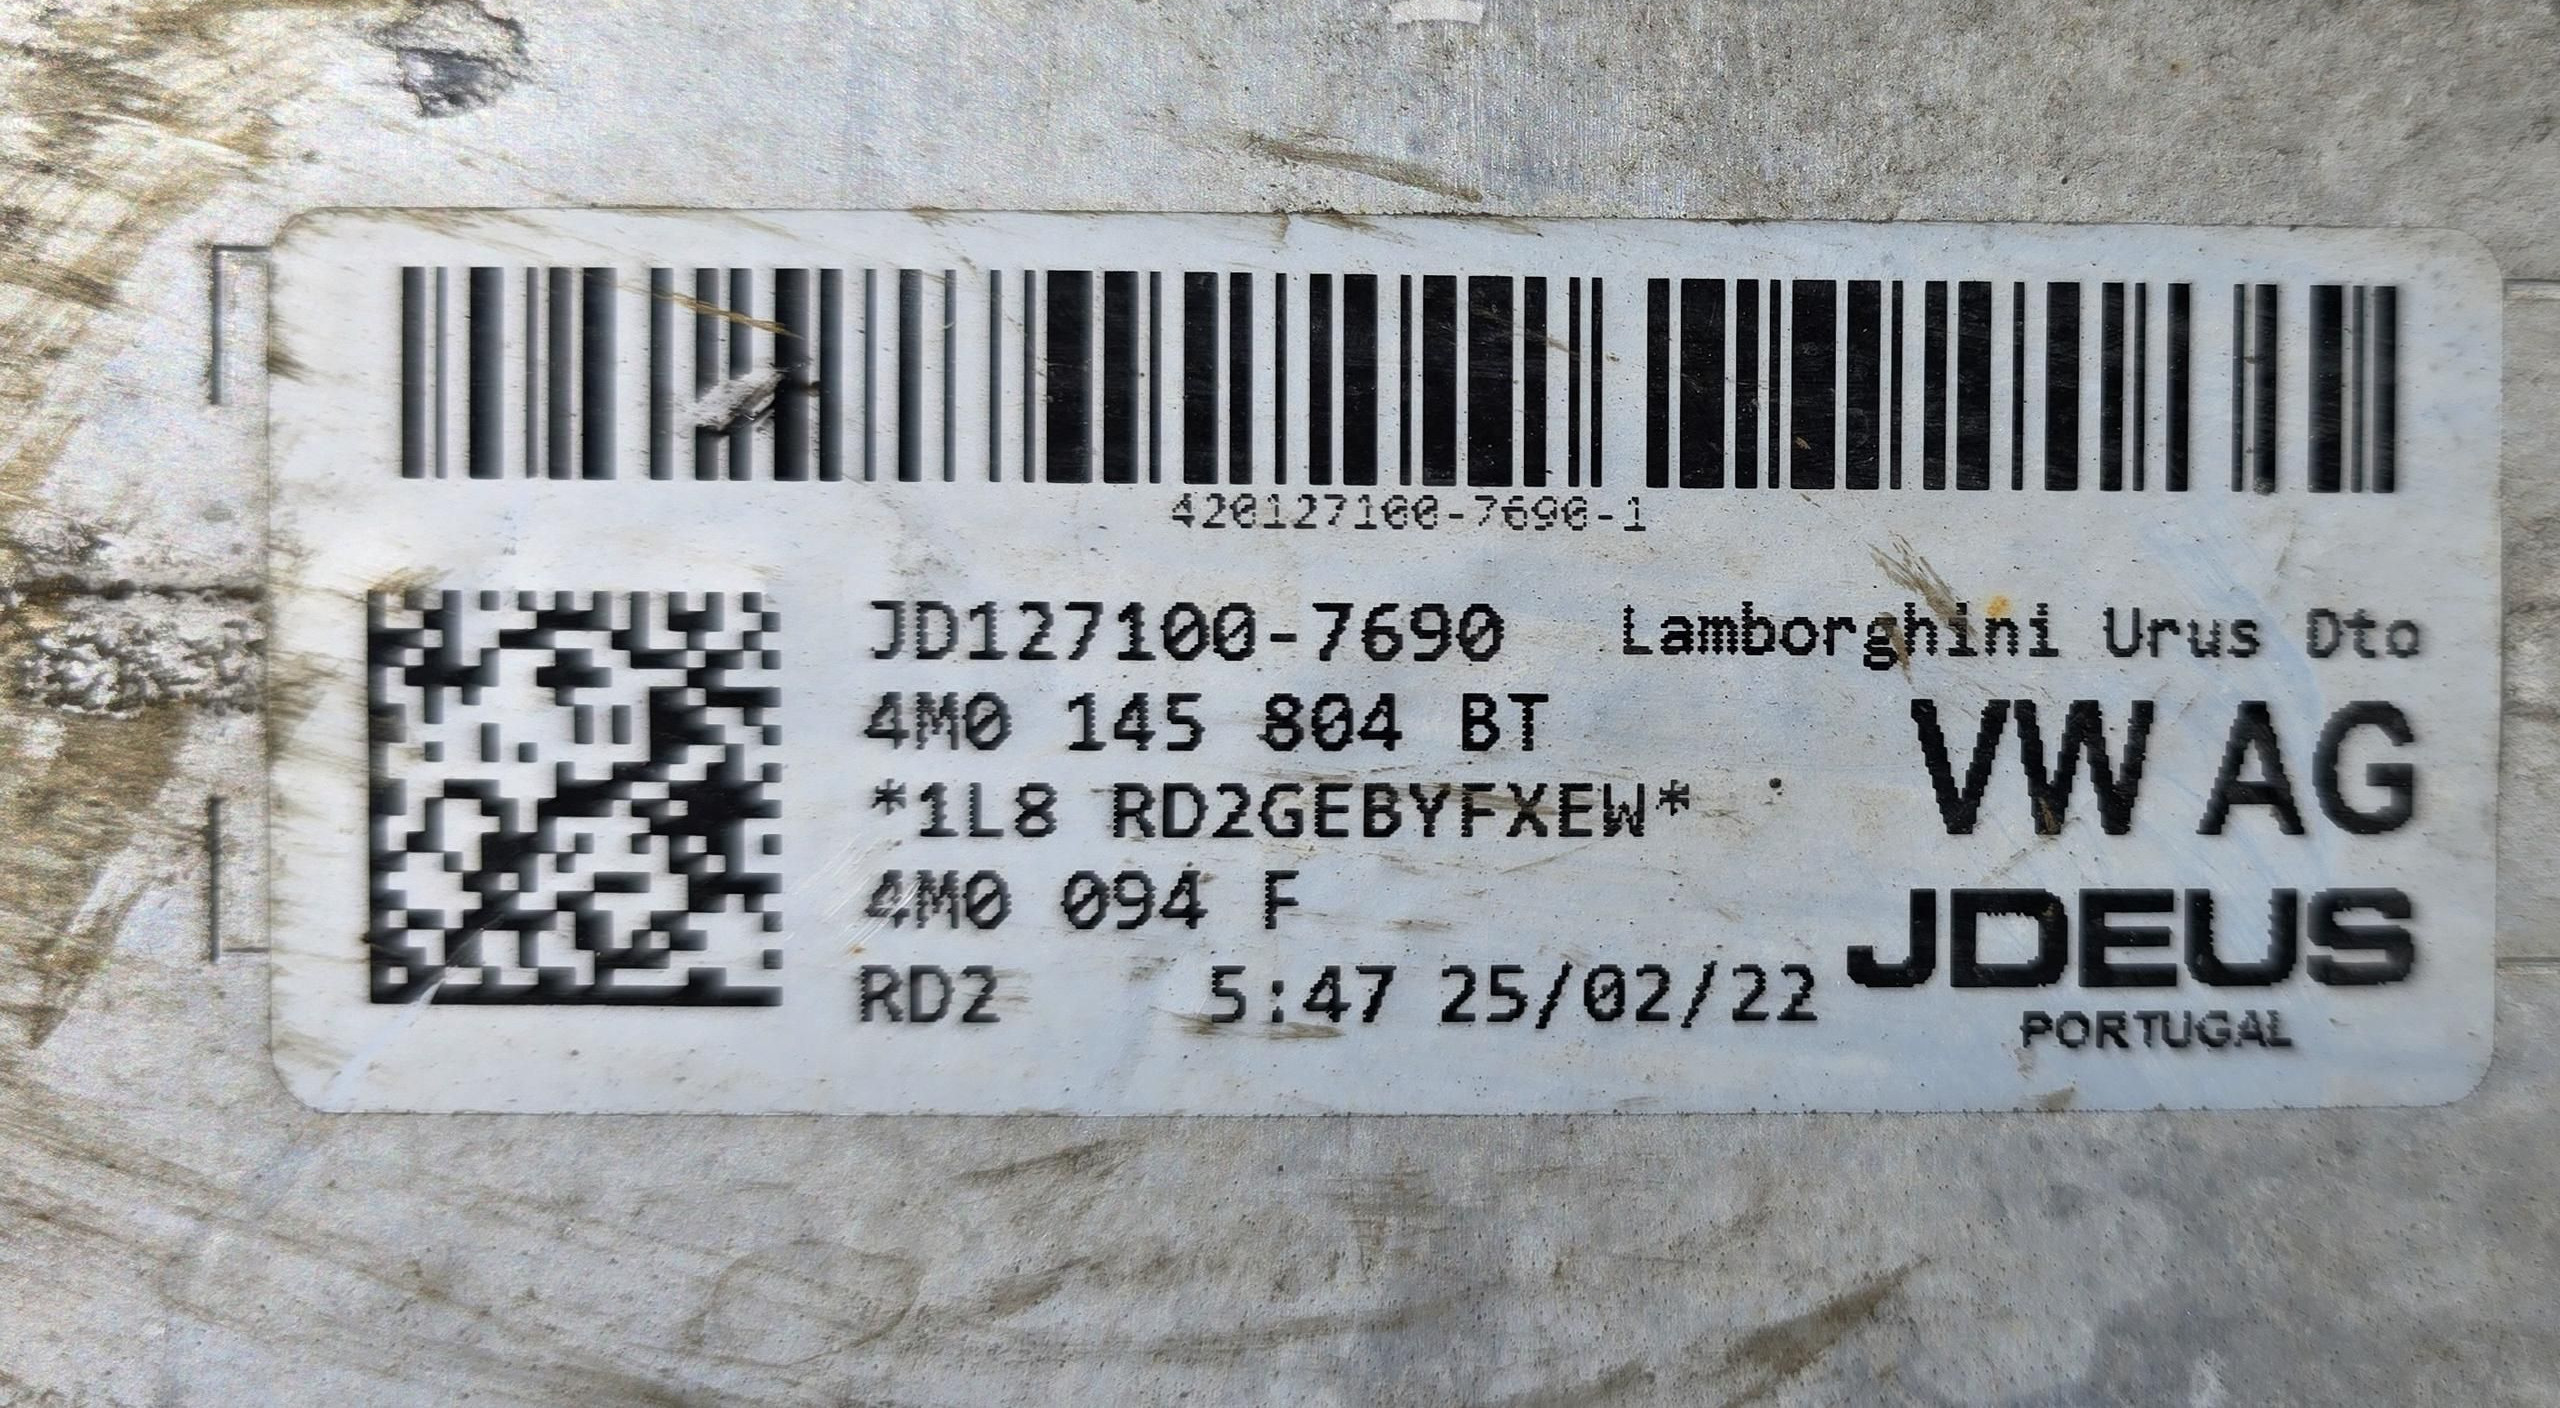 420127100-7690-1
JD127100-7690 Lamborghini Urus Dto
4M0 145 804 BT
VW AG
*1L8 RD2GEBYFXEW*
4M0 094 F
JDEUS
RD2 5:47 25/02/22
PORTUGAL